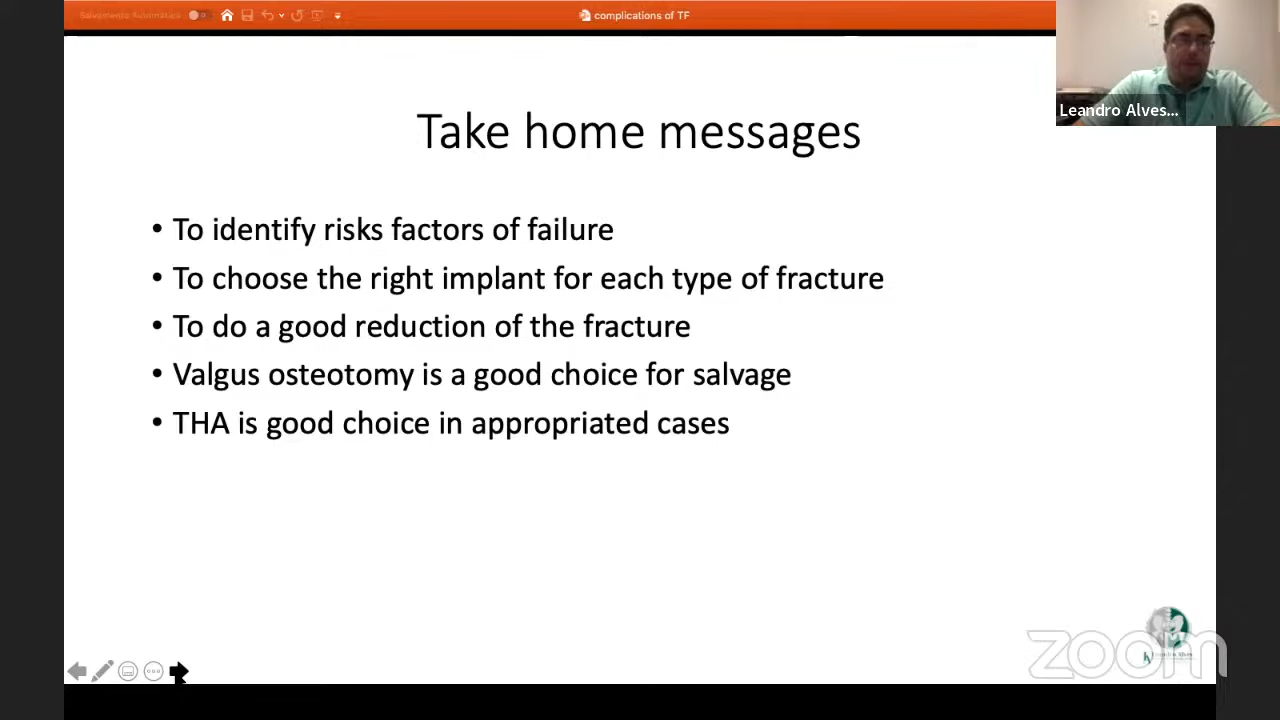 Salvamento Automático
complications of TF
Leandro Alves...
Take home messages
• To identify risks factors of failure
• To choose the right implant for each type of fracture
• To do a good reduction of the fracture
• Valgus osteotomy is a good choice for salvage
• THA is good choice in appropriated cases
zoom